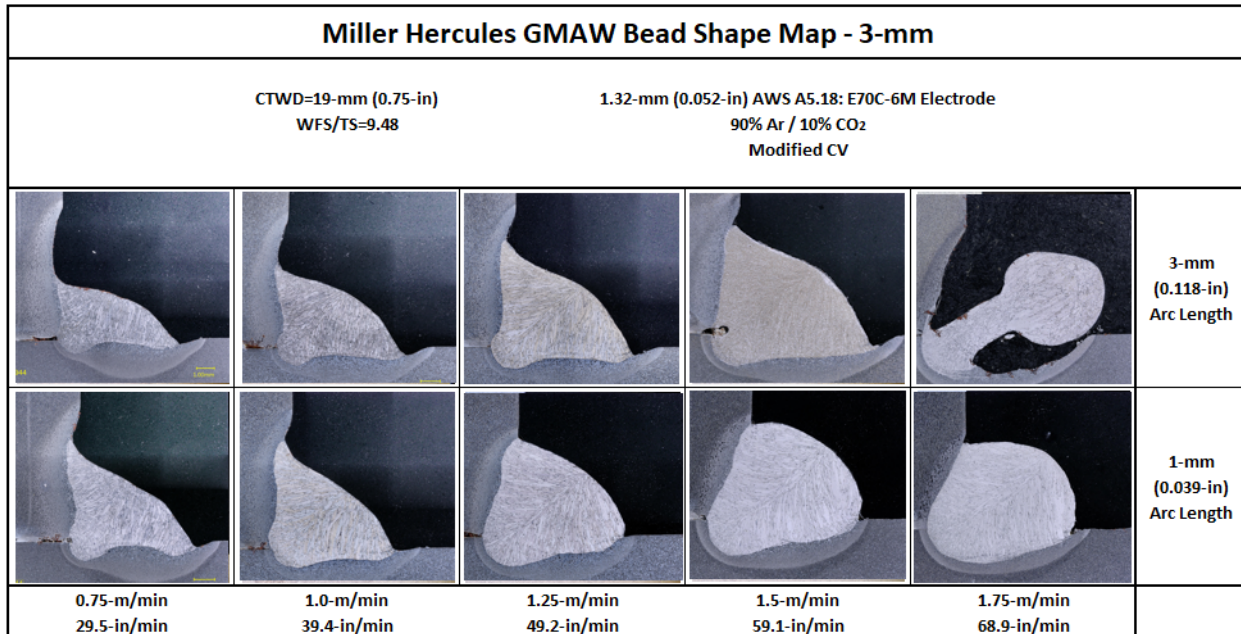 Miller Hercules GMAW Bead Shape Map - 3-mm
CTWD=19-mm (0.75-in)
WFS/TS=9.48
1.32-mm (0.052-in) AWS A5.18: E70C-6M Electrode
90% Ar / 10% CO₂
Modified CV
344
1.00mm
3-mm
(0.118-in)
Arc Length
1-mm
(0.039-in)
Arc Length
0.75-m/min
29.5-in/min
1.0-m/min
39.4-in/min
1.25-m/min
49.2-in/min
1.5-m/min
59.1-in/min
1.75-m/min
68.9-in/min